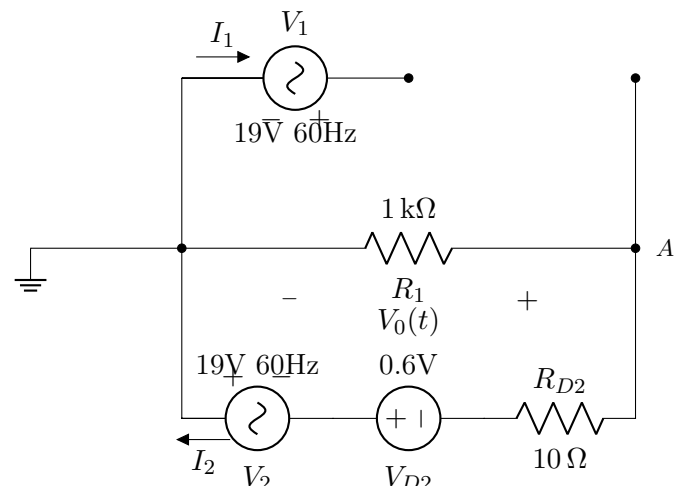 V1
I1
19V 60Hz
− +
1 kΩ
A
− R1 +
V0(t)
19V 60Hz
+ −
0.6V
RD2
+ −
I2
V2
VD2
10 Ω